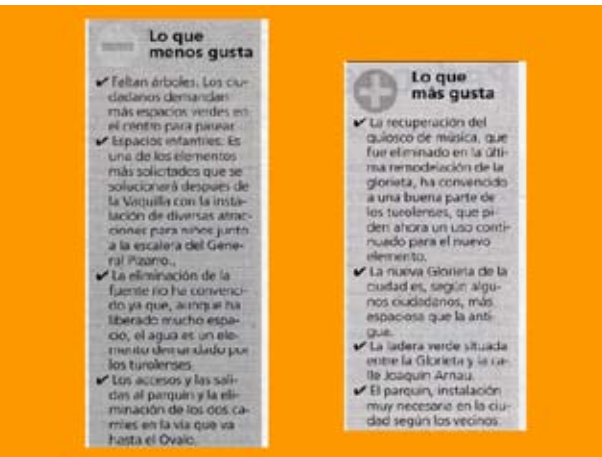 Lo que
menos gusta
✔ Faltan árboles. Los ciu-
dadanos demandan
más espacios verdes en
el centro para pasear
✔ Espacios infantiles. Es
uno de los elementos
más solicitados que se
solucionará después de
la Vaquilla con la insta-
lación de diversas atrac-
ciones para niños junto
a la escalera del Gene-
ral Pizarro..
✔ La eliminación de la
fuente no ha convenci-
do ya que, aunque ha
liberado mucho espa-
cio, el agua es un ele-
mento demandado por
los turolenses
✔ Los accesos y las sali-
das al parquin y la eli-
minación de los dos ca-
rriles en la vía que va
hasta el Óvalo.
Lo que
más gusta
✔ La recuperación del
quiosco de música, que
fue eliminado en la últi-
ma remodelación de la
glorieta, ha convencido
a una buena parte de
los turolenses, que pi-
den ahora un uso conti-
nuado para el nuevo
elemento.
✔ La nueva Glorieta de la
ciudad es, según algu-
nos ciudadanos, más
espaciosa que la anti-
gua.
✔ La ladera verde situada
entre la Glorieta y la ca-
lle Joaquín Arnau.
✔ El parquin, instalación
muy necesaria en la ciu-
dad según los vecinos.